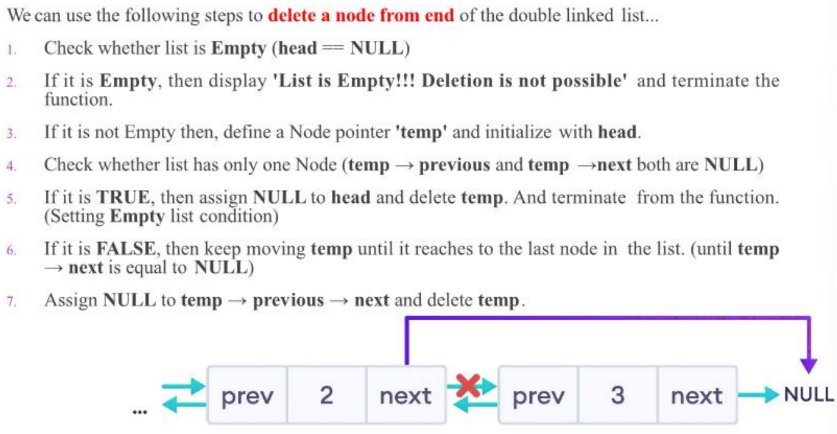 We can use the following steps to delete a node from end of the double linked list...
1. Check whether list is Empty (head == NULL)
2. If it is Empty, then display 'List is Empty!!! Deletion is not possible' and terminate the
function.
3. If it is not Empty then, define a Node pointer 'temp' and initialize with head.
4. Check whether list has only one Node (temp → previous and temp →next both are NULL)
5. If it is TRUE, then assign NULL to head and delete temp. And terminate from the function.
(Setting Empty list condition)
6. If it is FALSE, then keep moving temp until it reaches to the last node in the list. (until temp
→ next is equal to NULL)
7. Assign NULL to temp → previous → next and delete temp.
... prev 2 next prev 3 next NULL